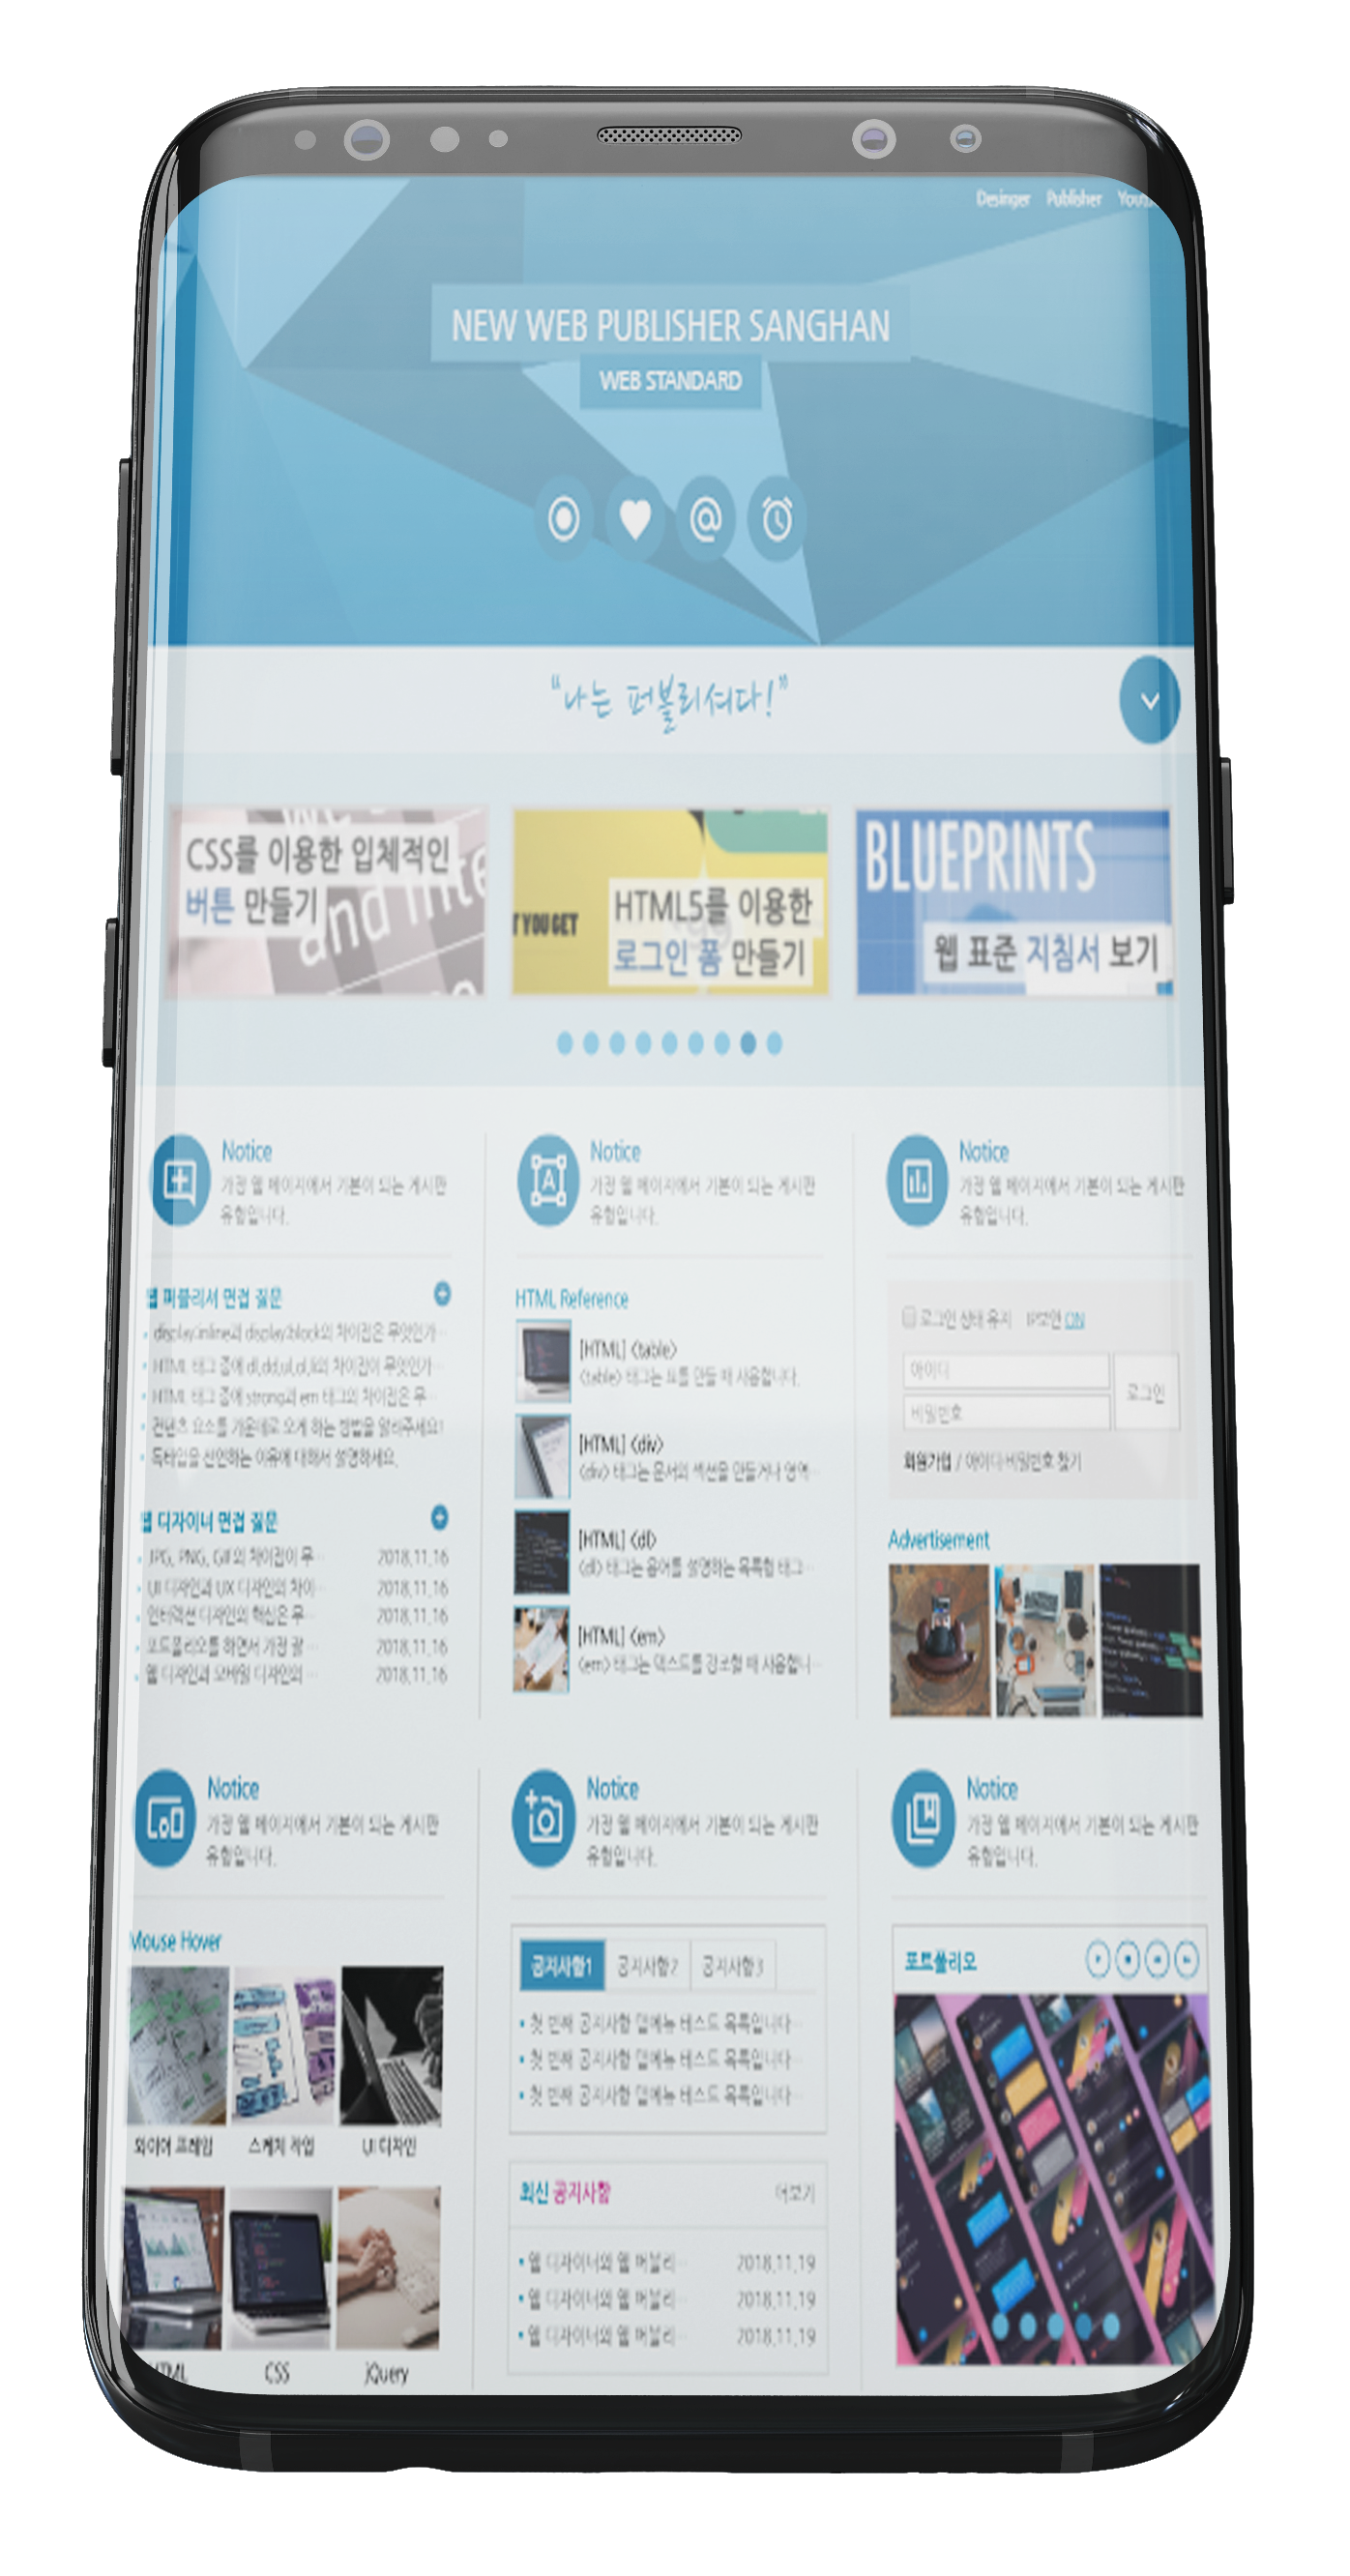 Desinger Publisher
NEW WEB PUBLISHER SANGHAN
WEB STANDARD
“나는 퍼블리셔다!”
CSS를 이용한 입체적인
버튼 만들기
and inte
T YOU GET
HTML5를 이용한
로그인 폼 만들기
BLUEPRINTS
웹 표준 지침서 보기
Notice
가장 웹 페이지에서 기본이 되는 게시판
유형입니다.
Notice
가장 웹 페이지에서 기본이 되는 게시판
유형입니다.
Notice
가장 웹 페이지에서 기본이 되는 게시판
유형입니다.
웹 퍼블리셔 면접 질문
display:inline과 display:block의 차이점은 무엇인가…
HTML 태그 중에 dl,dd,ul,ol,li의 차이점이 무엇인가…
HTML 태그 중에 strong과 em 태그의 차이점은 무…
컨텐츠 요소를 가운데로 오게 하는 방법을 알려주세요!
독타입을 선언하는 이유에 대해서 설명하세요.
웹 디자이너 면접 질문
JPG, PNG, GIF의 차이점이 무… 2018.11.16
UI 디자인과 UX 디자인의 차이… 2018.11.16
인터랙션 디자인의 핵심은 무… 2018.11.16
포트폴리오를 하면서 가장 괄… 2018.11.16
웹 디자인과 모바일 디자인의 … 2018.11.16
HTML Reference
[HTML] <table>
<table> 태그는 표를 만들 때 사용합니다.
[HTML] <div>
<div> 태그는 문서의 섹션을 만들거나 영역…
[HTML] <dl>
<dl> 태그는 용어를 설명하는 목록형 태그…
[HTML] <em>
<em> 태그는 텍스트를 강조할 때 사용합니…
로그인 상태 유지 IP보안 ON
아이디
비밀번호
로그인
회원가입 / 아이디·비밀번호 찾기
Advertisement
Notice
가장 웹 페이지에서 기본이 되는 게시판
유형입니다.
Notice
가장 웹 페이지에서 기본이 되는 게시판
유형입니다.
Notice
가장 웹 페이지에서 기본이 되는 게시판
유형입니다.
Mouse Hover
와이어 프레임 스케치 작업 UI 디자인
HTML CSS jQuery
공지사항1 공지사항2 공지사항3
첫 번째 공지사항 탭메뉴 테스트 목록입니다…
첫 번째 공지사항 탭메뉴 테스트 목록입니다…
첫 번째 공지사항 탭메뉴 테스트 목록입니다…
최신 공지사항 더보기
웹 디자이너와 웹 퍼블리… 2018.11.19
웹 디자이너와 웹 퍼블리… 2018.11.19
웹 디자이너와 웹 퍼블리… 2018.11.19
포트폴리오